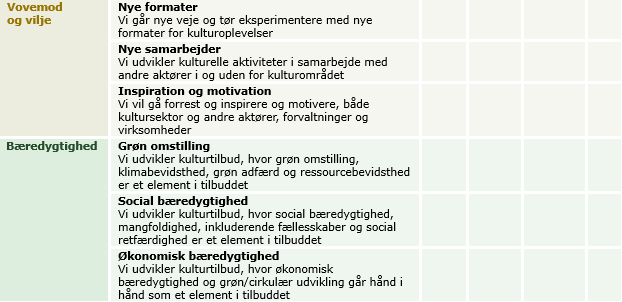 Vovemod
og vilje
Nye formater
Vi går nye veje og tør eksperimentere med nye
formater for kulturoplevelser
Nye samarbejder
Vi udvikler kulturelle aktiviteter i samarbejde med
andre aktører i og uden for kulturområdet
Inspiration og motivation
Vi vil gå forrest og inspirere og motivere, både
kultursektor og andre aktører, forvaltninger og
virksomheder
Bæredygtighed
Grøn omstilling
Vi udvikler kulturtilbud, hvor grøn omstilling,
klimabevidsthed, grøn adfærd og ressourcebevidsthed
er et element i tilbuddet
Social bæredygtighed
Vi udvikler kulturtilbud, hvor social bæredygtighed,
mangfoldighed, inkluderende fællesskaber og social
retfærdighed er et element i tilbuddet
Økonomisk bæredygtighed
Vi udvikler kulturtilbud, hvor økonomisk
bæredygtighed og grøn/cirkulær udvikling går hånd i
hånd som et element i tilbuddet